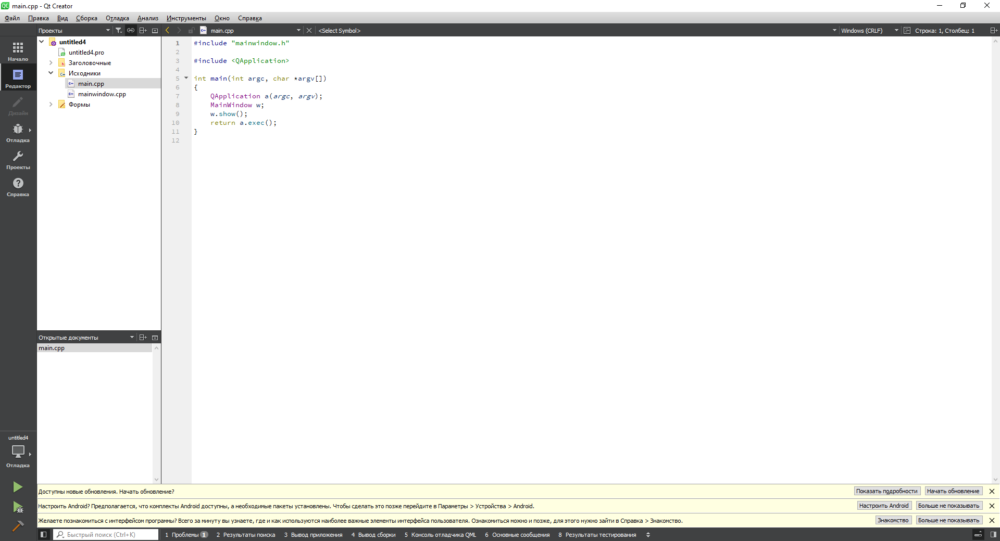 main.cpp - Qt Creator
Файл Правка Вид Сборка Отладка Анализ Инструменты Окно Справка
Проекты
main.cpp
<Select Symbol>
Windows (CRLF)
Строка: 1, Столбец: 1
Начало
Редактор
Дизайн
Отладка
Проекты
Справка
untitled4
untitled4.pro
Заголовочные
Исходники
main.cpp
mainwindow.cpp
Формы
1 #include "mainwindow.h"
2
3 #include <QApplication>
4
5 int main(int argc, char *argv[])
6 {
7     QApplication a(argc, argv);
8     MainWindow w;
9     w.show();
10     return a.exec();
11 }
12
Открытые документы
main.cpp
untitled4
Отладка
Доступны новые обновления. Начать обновление? Показать подробности Начать обновление
Настроить Android? Предполагается, что комплекты Android доступны, а необходимые пакеты установлены. Чтобы сделать это позже перейдите в Параметры > Устройства > Android. Настроить Android Больше не показывать
Желаете познакомиться с интерфейсом программы? Всего за минуту вы узнаете, где и как используются наиболее важные элементы интерфейса пользователя. Ознакомиться можно и позже, для этого нужно зайти в Справка > Знакомство. Знакомство Больше не показывать
Быстрый поиск (Ctrl+K) 1 Проблемы 1 2 Результаты поиска 3 Вывод приложения 4 Вывод сборки 5 Консоль отладчика QML 6 Основные сообщения 8 Результаты тестирования